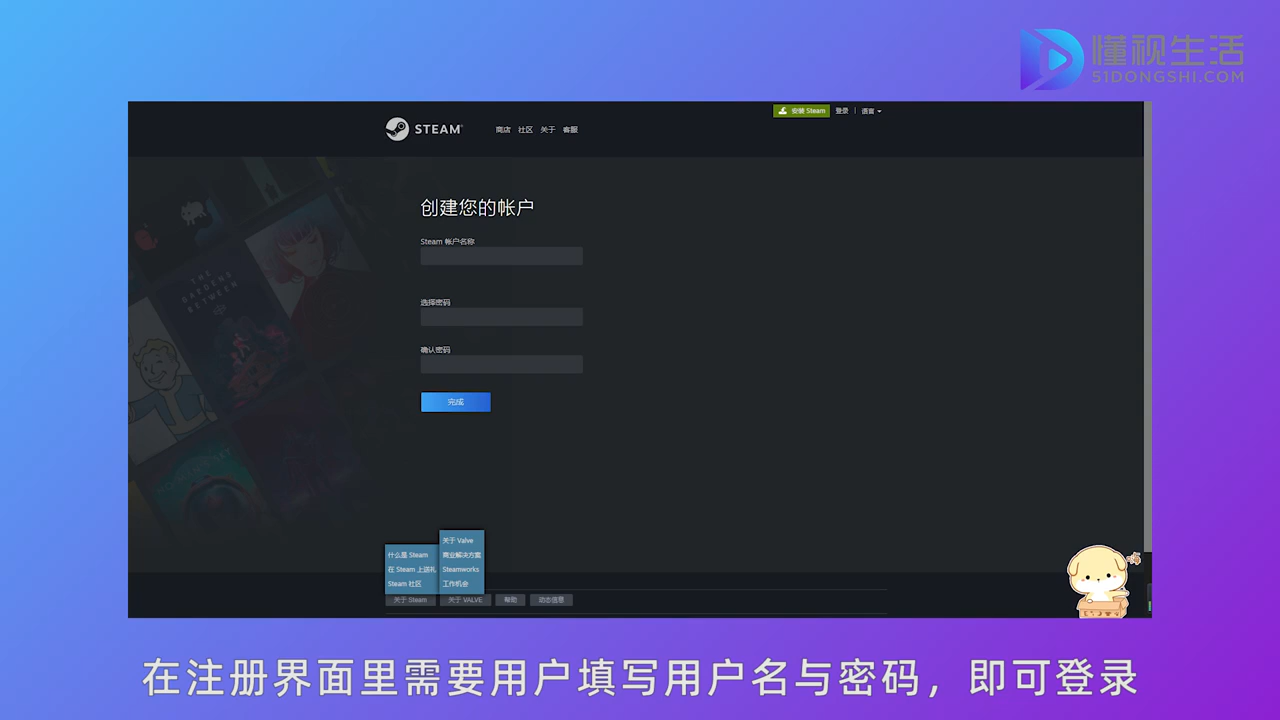 懂视生活
51DONGSHI.COM
安装 Steam
登录
语言
STEAM
商店 社区 关于 客服
创建您的帐户
Steam 帐户名称
选择密码
确认密码
完成
THE
GARDENS
BETWEEN
关于 Valve
什么是 Steam 商业解决方案
在 Steam 上送礼 Steamworks
Steam 社区 工作机会
关于 Steam 关于 VALVE 帮助 动态信息
在注册界面里需要用户填写用户名与密码，即可登录